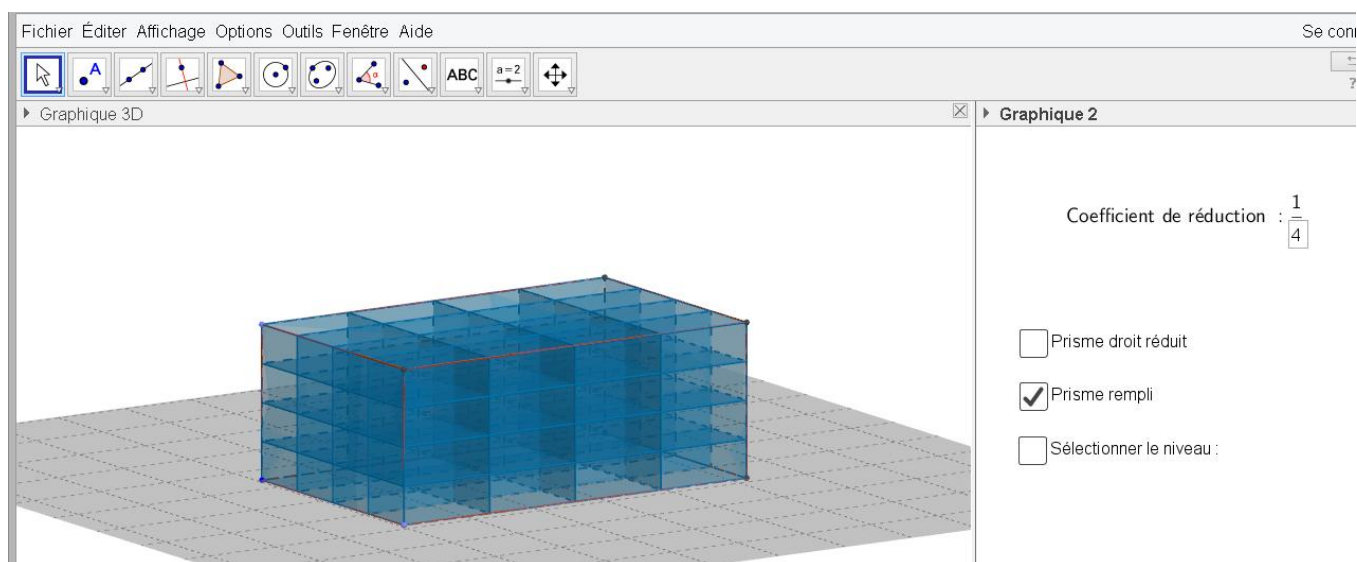 Fichier Éditer Affichage Options Outils Fenêtre Aide
Se conn
A
α
ABC
a=2
?
Graphique 3D
Graphique 2
Coefficient de réduction : 1
4
Prisme droit réduit
Prisme rempli
Sélectionner le niveau :